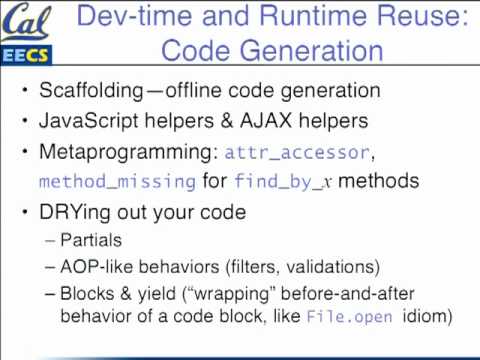 Cal
EECS
Dev-time and Runtime Reuse:
Code Generation
• Scaffolding—offline code generation
• JavaScript helpers & AJAX helpers
• Metaprogramming: attr_accessor,
method_missing for find_by_x methods
• DRYing out your code
– Partials
– AOP-like behaviors (filters, validations)
– Blocks & yield (“wrapping” before-and-after
behavior of a code block, like File.open idiom)